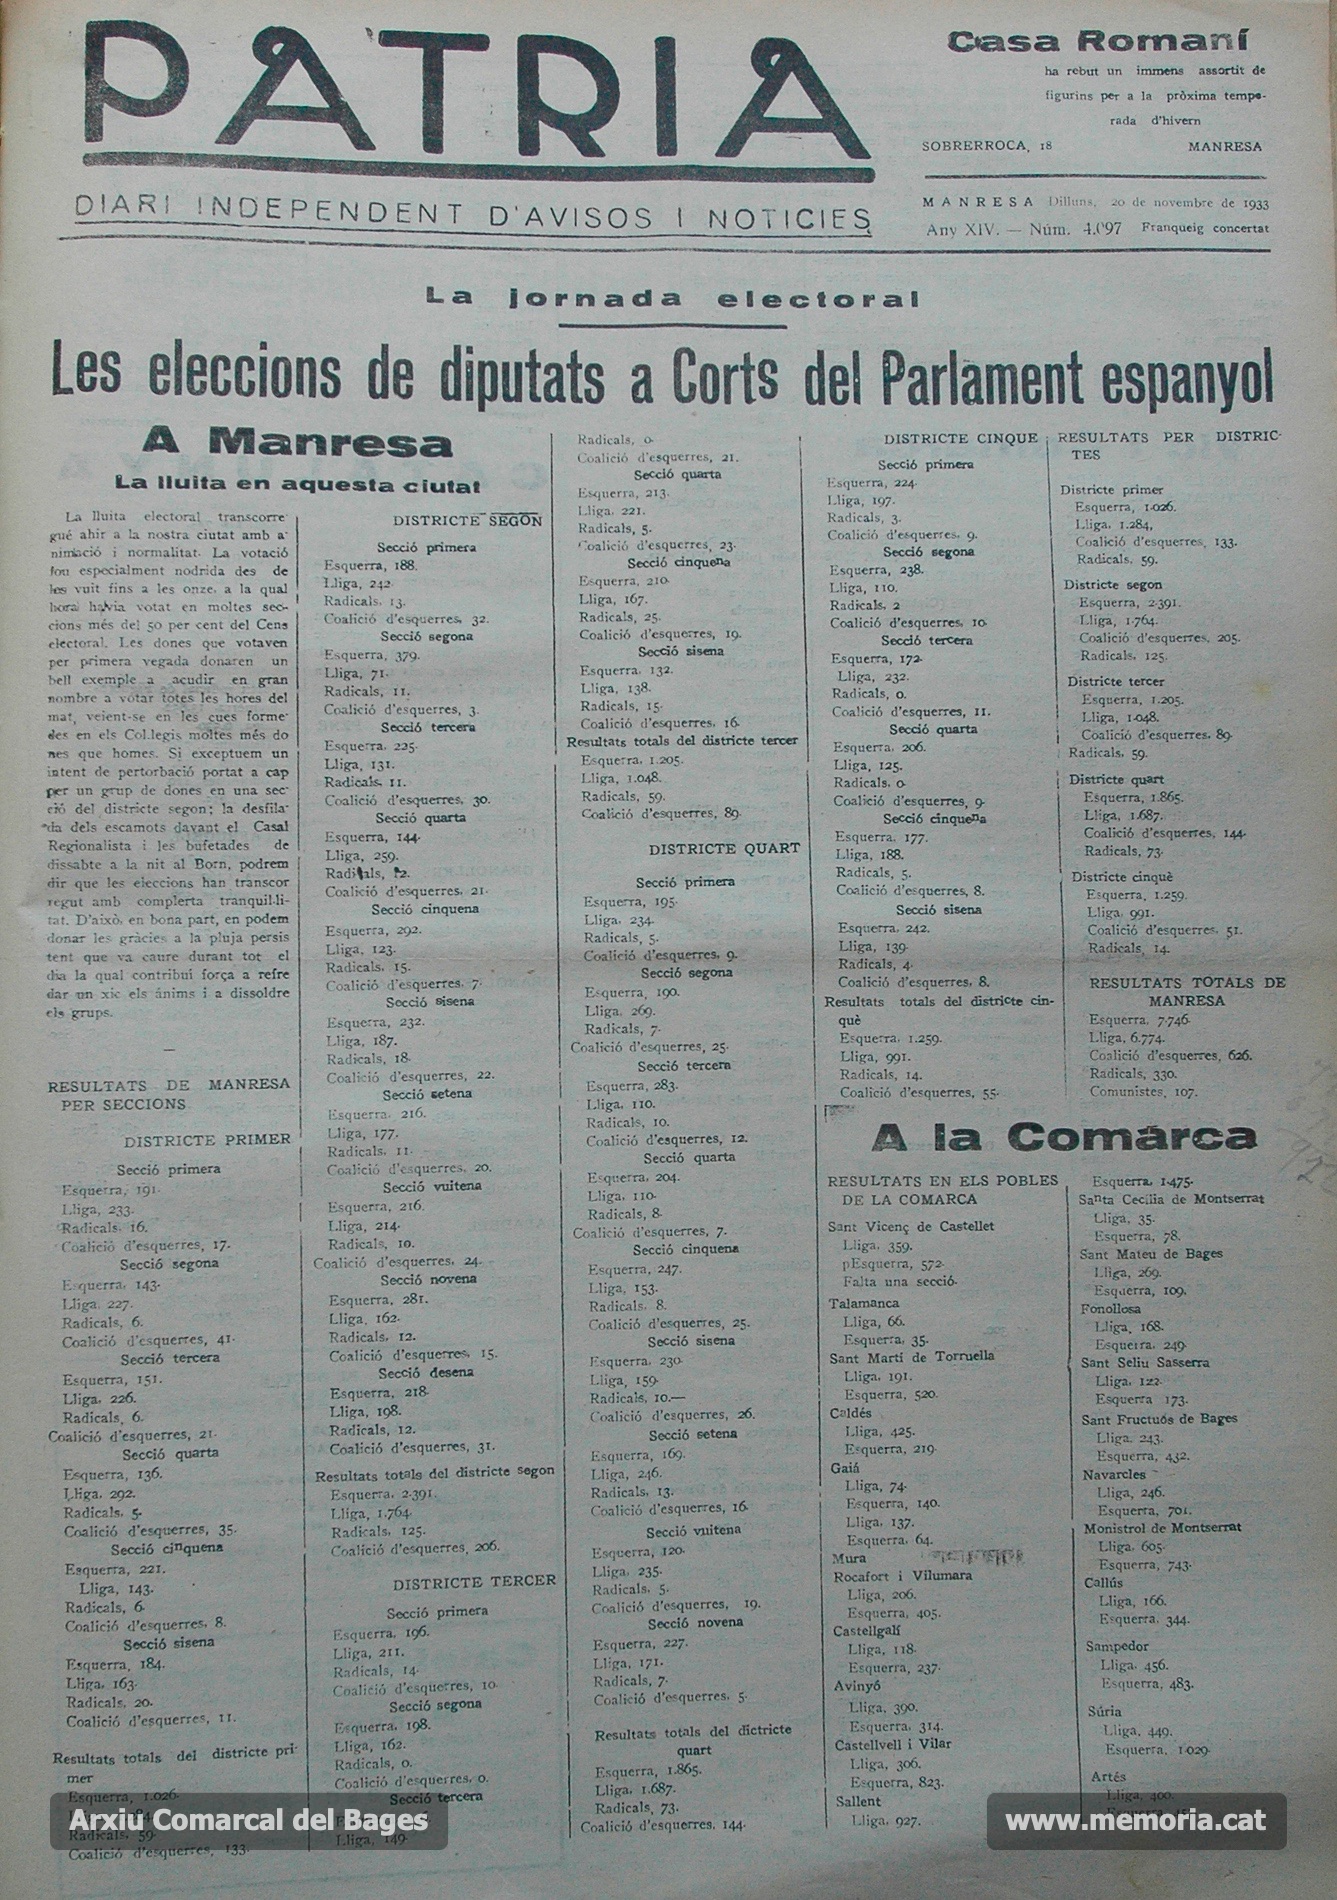 PATRIA
DIARI INDEPENDENT D'AVISOS I NOTICIES
Casa Romaní
ha rebut un immens assortit de
figurins per a la pròxima tempe-
rada d'hivern
SOBRERROCA, 18 MANRESA
MANRESA Dilluns, 20 de novembre de 1933
Any XIV. — Núm. 4.097 Franqueig concertat
La jornada electoral
Les eleccions de diputats a Corts del Parlament espanyol
A Manresa
La lluita en aquesta ciutat
La lluita electoral transcorre
gué ahir a la nostra ciutat amb a-
nimació i normalitat. La votació
fou especialment nodrida des de
les vuit fins a les onze, a la qual
hora havia votat en moltes sec-
cions més del 50 per cent del Cens
electoral. Les dones que votaven
per primera vegada donaren un
bell exemple a acudir en gran
nombre a votar totes les hores del
mat, veient-se en les cues forme-
des en els Col.legis moltes més do
nes que homes. Si exceptuem un
intent de pertorbació portat a cap
per un grup de dones en una sec-
ció del districte segon; la desfila-
da dels escamots davant el Casal
Regionalista i les bufetades de
dissabte a la nit al Born, podrem
dir que les eleccions han transcor
regut amb complerta tranquil·li-
tat. D'això, en bona part, en podem
donar les gràcies a la pluja persis
tent que va caure durant tot el
dia la qual contribuí força a refre
dar un xic els ánims i a dissoldre
els grups.
—
RESULTATS DE MANRESA
PER SECCIONS
DISTRICTE PRIMER
Secció primera
Esquerra, 191.
Lliga, 233.
Radicals. 16.
Coalició d'esquerres, 17.
Secció segona
Esquerra, 143.
Lliga, 227.
Radicals, 6.
Coalició d'esquerres, 41.
Secció tercera
Esquerra, 151.
Lliga, 226.
Radicals, 6.
Coalició d'esquerres, 21.
Secció quarta
Esquerra, 136.
Lliga. 292.
Radicals, 5.
Coalició d'esquerres, 35.
Secció cinquena
Esquerra, 221.
Lliga, 143.
Radicals, 6.
Coalició d'esquerres, 8.
Secció sisena
Esquerra, 184.
Lliga, 163.
Radicals, 20.
Coalició d'esquerres, 11.
Resultats totals del districte pri-
mer
Esquerra, 1.026.
Radicals, 59.
Coalició d'esquerres, 133.
DISTRICTE SEGON
Secció primera
Esquerra, 188.
Lliga, 242.
Radicals, 13.
Coalició d'esquerres, 32.
Secció segona
Esquerra, 379.
Lliga, 71.
Radicals, 11.
Coalició d'esquerres, 3.
Secció tercera
Esquerra, 225.
Lliga, 131.
Radicals. 11.
Coalició d'esquerres, 30.
Secció quarta
Esquerra, 144.
Lliga, 259.
Radicals,
Coalició d'esquerres, 21.
Secció cinquena
Esquerra, 292.
Lliga, 123.
Radicals, 15.
Coalició d'esquerres, 7.
Secció sisena
Esquerra, 232.
Lliga, 187.
Radicals, 18.
Coalició d'esquerres, 22.
Secció setena
Esquerra. 216.
Lliga, 177.
Radicals, 11.
Coalició d'esquerres, 20.
Secció vuitena
Esquerra, 216.
Lliga, 214.
Radicals, 10.
Coalició d'esquerres, 24.
Secció novena
Esquerra, 281.
Lliga, 162.
Radicals, 12.
Coalició d'esquerres, 15.
Secció desena
Esquerra, 218.
Lliga, 198.
Radicals, 12.
Coalició d'esquerres, 31.
Resultats totals del districte segon
Esquerra, 2.391.
Lliga, 1.764.
Radicals, 125.
Coalició d'esquerres, 206.
DISTRICTE TERCER
Secció primera
Esquerra, 196.
Lliga, 211.
Radicals, 14.
Coalició d'esquerres, 10
Secció segona
Esquerra, 198.
Lliga, 162.
Radicals, 0.
Coalició d'esquerres, 0.
Secció tercera
Lliga, 149.
Radicals, 0.
Coalició d'esquerres, 21.
Secció quarta
Esquerra, 213.
Lliga, 221.
Radicals, 5.
Coalició d'esquerres, 23.
Secció cinquena
Esquerra, 210.
Lliga, 167.
Radicals, 25.
Coalició d'esquerres, 19.
Secció sisena
Esquerra, 132.
Lliga, 138.
Radicals, 15.
Coalició d'esquerres, 16.
Resultats totals del districte tercer
Esquerra, 1.205.
Lliga, 1.048.
Radicals, 59.
Coalició d'esquerres, 89.
DISTRICTE QUART
Secció primera
Esquerra, 195.
Lliga, 234.
Radicals, 5.
Coalició d'esquerres, 9.
Secció segona
Esquerra, 190.
Lliga, 269.
Radicals, 7.
Coalició d'esquerres, 25.
Secció tercera
Esquerra, 283.
Lliga, 110.
Radicals, 10.
Coalició d'esquerres, 12.
Secció quarta
Esquerra, 204.
Lliga, 110.
Radicals, 8.
Coalició d'esquerres, 7.
Secció cinquena
Esquerra, 247.
Lliga, 153.
Radicals. 8.
Coalició d'esquerres, 25.
Secció sisena
Esquerra, 230.
Lliga, 159.
Radicals, 10.—
Coalició d'esquerres, 26.
Secció setena
Esquerra, 169.
Lliga, 246.
Radicals, 13.
Coalició d'esquerres, 16.
Secció vuitena
Esquerra, 120.
Lliga, 235.
Radicals, 5.
Coalició d'esquerres, 19.
Secció novena
Esquerra, 227.
Lliga, 171.
Radicals, 7.
Coalició d'esquerres. 5.
Resultats totals del dictricte
quart
Esquerra, 1.865.
Lliga, 1.687.
Radicals, 73.
Coalició d'esquerres, 144.
DISTRICTE CINQUE
Secció primera
Esquerra, 224.
Lliga, 197.
Radicals, 3.
Coalició d'esquerres. 9.
Secció segona
Esquerra, 238.
Lliga, 110.
Radicals, 2
Coalició d'esquerres, 10.
Secció tercera
Esquerra, 172.
Lliga, 232.
Radicals, 0.
Coalició d'esquerres, 11.
Secció quarta
Esquerra, 206.
Lliga, 125.
Radicals. 0.
Coalició d'esquerres, 9.
Secció cinquena
Esquerra, 177.
Lliga, 188.
Radicals, 5.
Coalició d'esquerres, 8.
Secció sisena
Esquerra, 242.
Lliga, 139.
Radicals, 4.
Coalició d'esquerres, 8.
Resultats totals del districte cin-
què
Esquerra, 1.259.
Lliga, 991.
Radicals, 14.
Coalició d'esquerres, 55.
RESULTATS PER DISTRIC-
TES
Districte primer
Esquerra, 1.026.
Lliga, 1.284,
Coalició d'esquerres, 133.
Radicals, 59.
Districte segon
Esquerra, 2.391.
Lliga, 1.764.
Coalició d'esquerres, 205.
Radicals, 125.
Districte tercer
Esquerra, 1.205.
Lliga, 1.048.
Coalició d'esquerres, 89.
Radicals, 59.
Districte quart
Esquerra, 1.865.
Lliga, 1.687.
Coalició d'esquerres, 144.
Radicals, 73.
Districte cinquè
Esquerra, 1.259.
Lliga, 991.
Coalició d'esquerres, 51.
Radicals, 14.
RESULTATS TOTALS DE
MANRESA
Esquerra, 7.746.
Lliga, 6.774.
Coalició d'esquerres, 626.
Radicals, 330.
Comunistes, 107.
A la Comarca
RESULTATS EN ELS POBLES
DE LA COMARCA
Sant Vicenç de Castellet
Lliga, 359.
pEsquerra, 572.
Falta una secció.
Talamanca
Lliga, 66.
Esquerra, 35.
Sant Martí de Torruella
Lliga, 191.
Esquerra, 520.
Caldés
Lliga, 425.
Esquerra, 219.
Gaiá
Lliga, 74.
Esquerra, 140.
Lliga, 137.
Esquerra, 64.
Mura
Rocafort i Vilumara
Lliga, 206.
Esquerra, 405.
Castellgalí
Lliga, 118.
Esquerra, 237.
Avinyó
Lliga, 390.
Esquerra, 314.
Castellvell i Vilar
Lliga, 306.
Esquerra, 823.
Sallent
Lliga, 927.
Esquerra, 1.475.
Santa Cecilia de Montserrat
Lliga, 35.
Esquerra, 78.
Sant Mateu de Bages
Lliga, 269.
Esquerra, 109.
Fonollosa
Lliga, 168.
Esquerra, 249.
Sant Seliu Sasserra
Lliga, 122.
Esquerra 173.
Sant Fructuós de Bages
Lliga, 243.
Esquerra, 432.
Navarcles
Lliga, 246.
Esquerra, 701.
Monistrol de Montserrat
Lliga, 605.
Esquerra, 743.
Callús
Lliga, 166.
Esquerra, 344.
Sampedor
Lliga, 456.
Esquerra, 483.
Súria
Lliga, 449.
Esquerra, 1.029.
Artés
Lliga, 400.
Arxiu Comarcal del Bages
www.memoria.cat